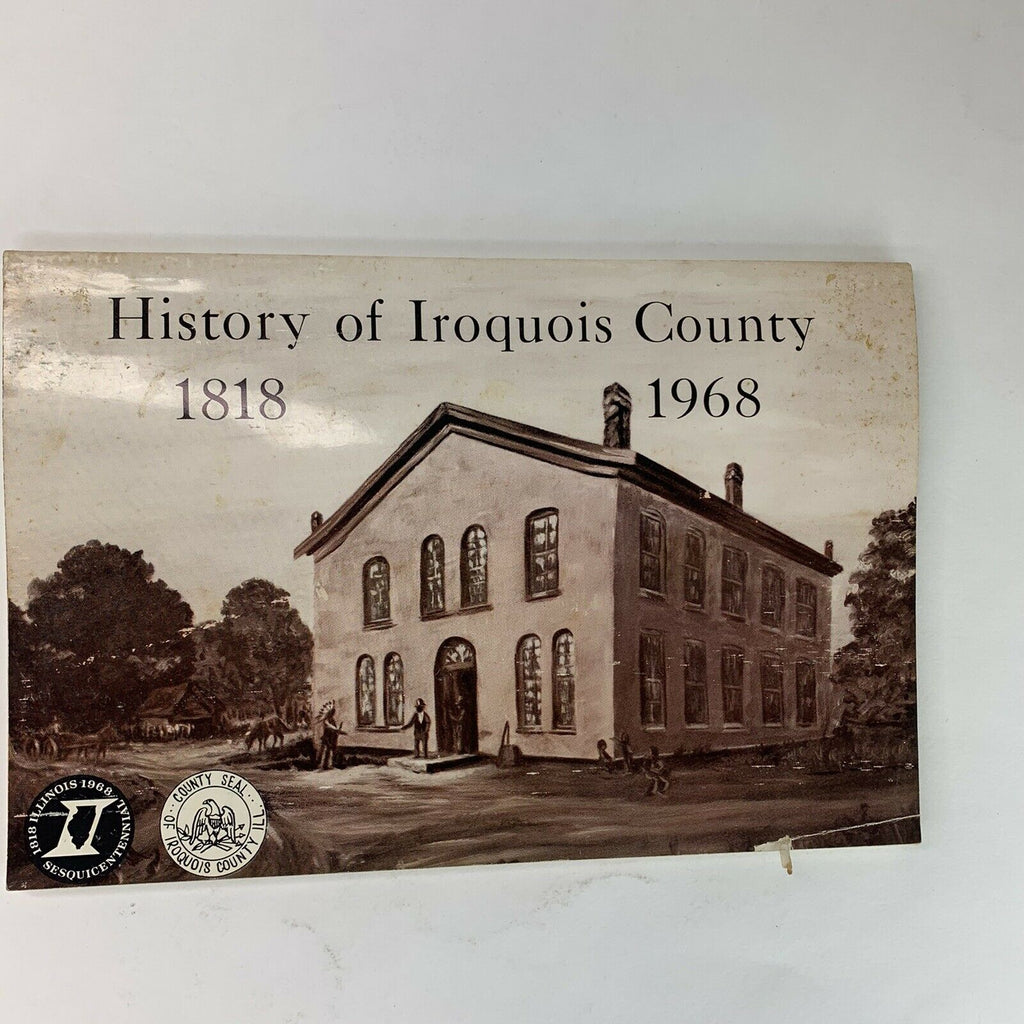 History of Iroquois County
1818 1968
1818 ILLINOIS 1968
SESQUICENTENNIAL
COUNTY SEAL
OF IROQUOIS COUNTY ILL.